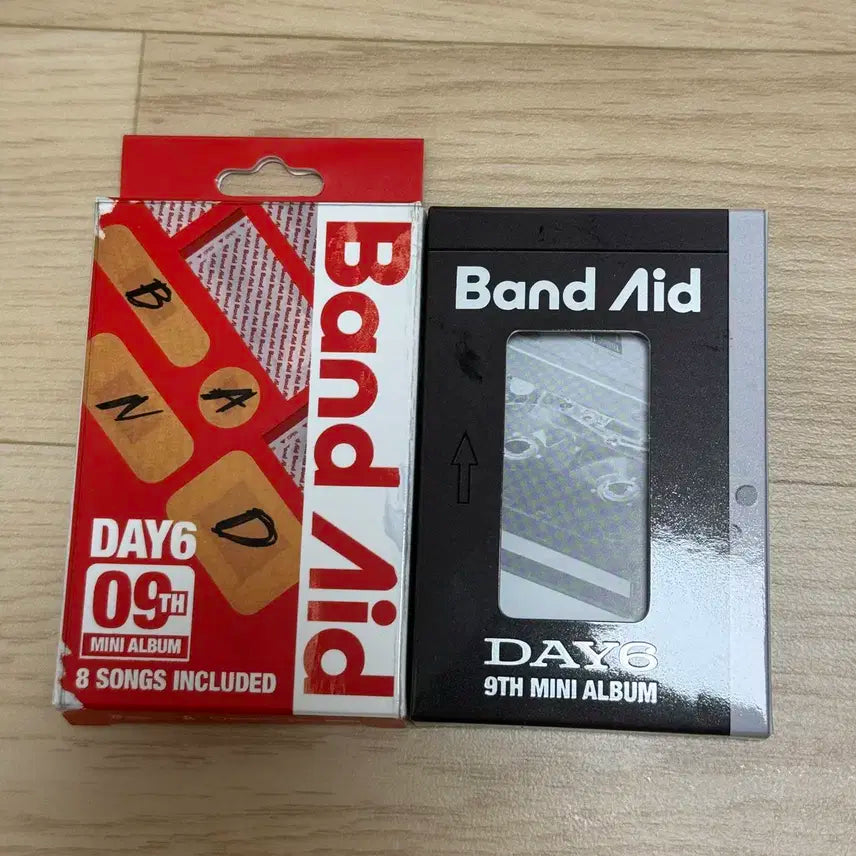 Band Aid
B
A
N
D
DAY6
09TH
MINI ALBUM
8 SONGS INCLUDED
Band Aid
DAY6
9TH MINI ALBUM